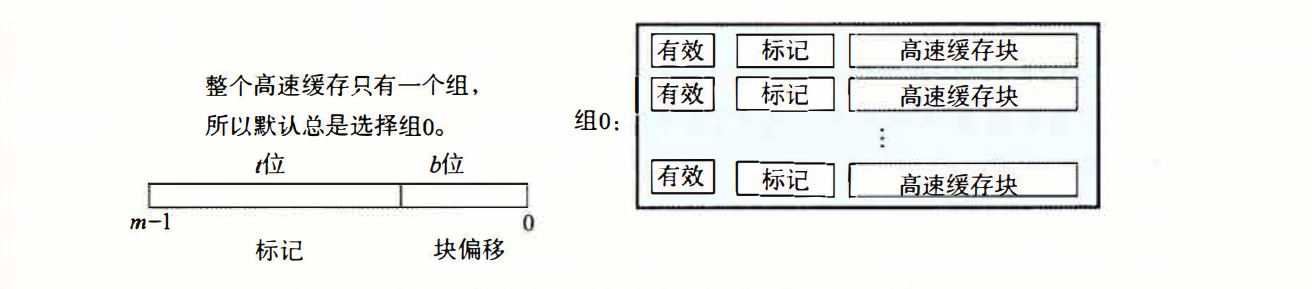 整个高速缓存只有一个组，
所以默认总是选择组0。
t位 b位
m-1 0
标记 块偏移
组0：
有效 标记 高速缓存块
有效 标记 高速缓存块
⋮
有效 标记 高速缓存块